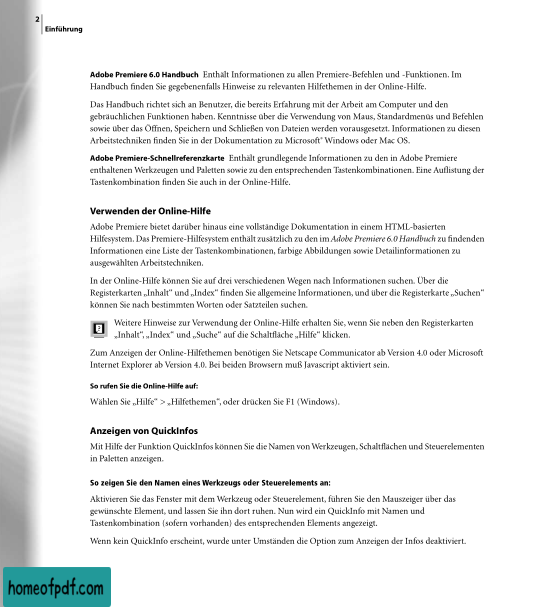 2
Einführung
Adobe Premiere 6.0 Handbuch Enthält Informationen zu allen Premiere-Befehlen und -Funktionen. Im
Handbuch finden Sie gegebenenfalls Hinweise zu relevanten Hilfethemen in der Online-Hilfe.
Das Handbuch richtet sich an Benutzer, die bereits Erfahrung mit der Arbeit am Computer und den
gebräuchlichen Funktionen haben. Kenntnisse über die Verwendung von Maus, Standardmenüs und Befehlen
sowie über das Öffnen, Speichern und Schließen von Dateien werden vorausgesetzt. Informationen zu diesen
Arbeitstechniken finden Sie in der Dokumentation zu Microsoft® Windows oder Mac OS.
Adobe Premiere-Schnellreferenzkarte Enthält grundlegende Informationen zu den in Adobe Premiere
enthaltenen Werkzeugen und Paletten sowie zu den entsprechenden Tastenkombinationen. Eine Auflistung der
Tastenkombination finden Sie auch in der Online-Hilfe.
Verwenden der Online-Hilfe
Adobe Premiere bietet darüber hinaus eine vollständige Dokumentation in einem HTML-basierten
Hilfesystem. Das Premiere-Hilfesystem enthält zusätzlich zu den im Adobe Premiere 6.0 Handbuch zu findenden
Informationen eine Liste der Tastenkombinationen, farbige Abbildungen sowie Detailinformationen zu
ausgewählten Arbeitstechniken.
In der Online-Hilfe können Sie auf drei verschiedenen Wegen nach Informationen suchen. Über die
Registerkarten „Inhalt“ und „Index“ finden Sie allgemeine Informationen, und über die Registerkarte „Suchen“
können Sie nach bestimmten Worten oder Satzteilen suchen.
Weitere Hinweise zur Verwendung der Online-Hilfe erhalten Sie, wenn Sie neben den Registerkarten
„Inhalt“, „Index“ und „Suche“ auf die Schaltfläche „Hilfe“ klicken.
Zum Anzeigen der Online-Hilfethemen benötigen Sie Netscape Communicator ab Version 4.0 oder Microsoft
Internet Explorer ab Version 4.0. Bei beiden Browsern muß Javascript aktiviert sein.
So rufen Sie die Online-Hilfe auf:
Wählen Sie „Hilfe“ > „Hilfethemen“, oder drücken Sie F1 (Windows).
Anzeigen von QuickInfos
Mit Hilfe der Funktion QuickInfos können Sie die Namen von Werkzeugen, Schaltflächen und Steuerelementen
in Paletten anzeigen.
So zeigen Sie den Namen eines Werkzeugs oder Steuerelements an:
Aktivieren Sie das Fenster mit dem Werkzeug oder Steuerelement, führen Sie den Mauszeiger über das
gewünschte Element, und lassen Sie ihn dort ruhen. Nun wird ein QuickInfo mit Namen und
Tastenkombination (sofern vorhanden) des entsprechenden Elements angezeigt.
Wenn kein QuickInfo erscheint, wurde unter Umständen die Option zum Anzeigen der Infos deaktiviert.
homeofpdf.com